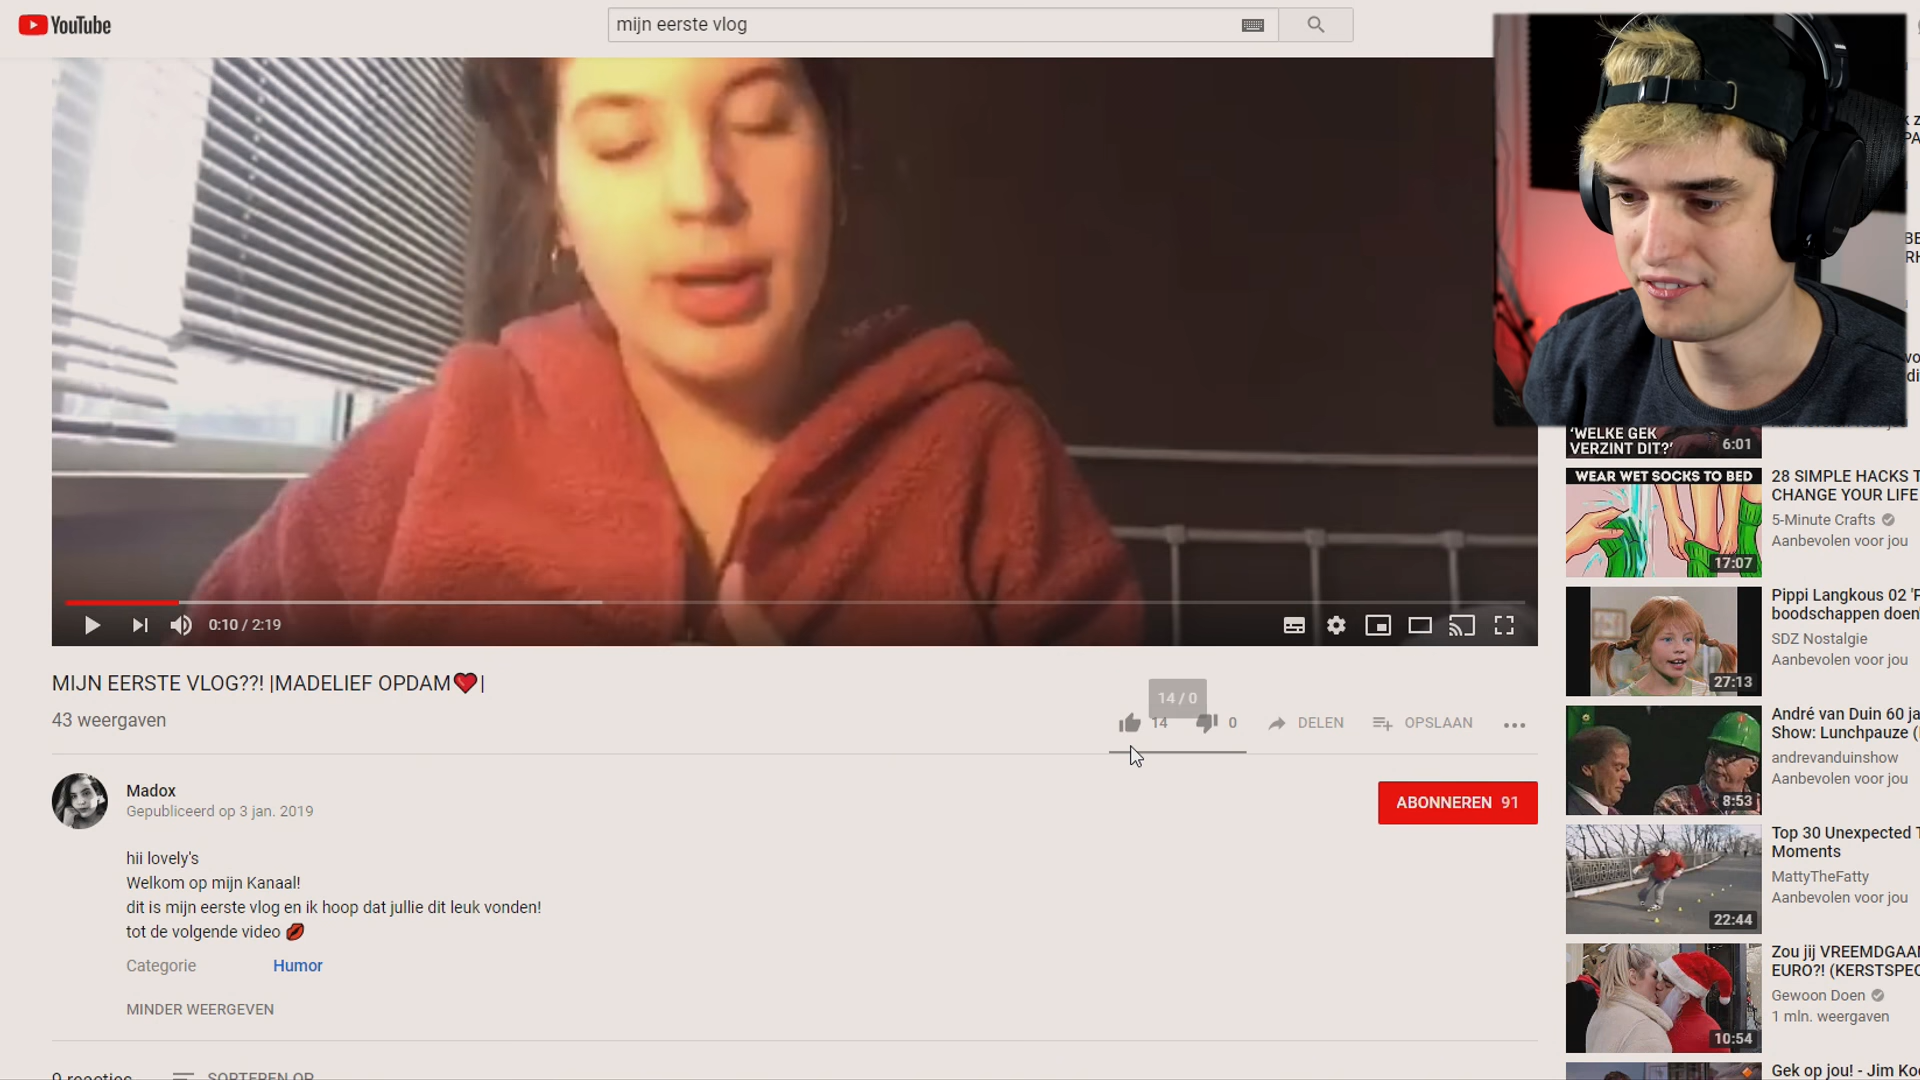 YouTube
mijn eerste vlog
0:10 / 2:19
MIJN EERSTE VLOG??! |MADELIEF OPDAM❤️|
43 weergaven
14 / 0
14
0
DELEN
OPSLAAN
Madox
Gepubliceerd op 3 jan. 2019
ABONNEREN 91
hii lovely's
Welkom op mijn Kanaal!
dit is mijn eerste vlog en ik hoop dat jullie dit leuk vonden!
tot de volgende video 💋
Categorie
Humor
MINDER WEERGEVEN
9 reacties
SORTEREN OP
'WELKE GEK
VERZINT DIT?'
6:01
WEAR WET SOCKS TO BED
17:07
28 SIMPLE HACKS
CHANGE YOUR LIFE
5-Minute Crafts
Aanbevolen voor jou
27:13
Pippi Langkous 02
boodschappen doen
SDZ Nostalgie
Aanbevolen voor jou
8:53
André van Duin 60
Show: Lunchpauze
andrevanduinshow
Aanbevolen voor jou
22:44
Top 30 Unexpected
Moments
MattyTheFatty
Aanbevolen voor jou
10:54
Zou jij
EURO?!
Gewoon Doen
1 mln. weergaven
Gek op jou! - Jim